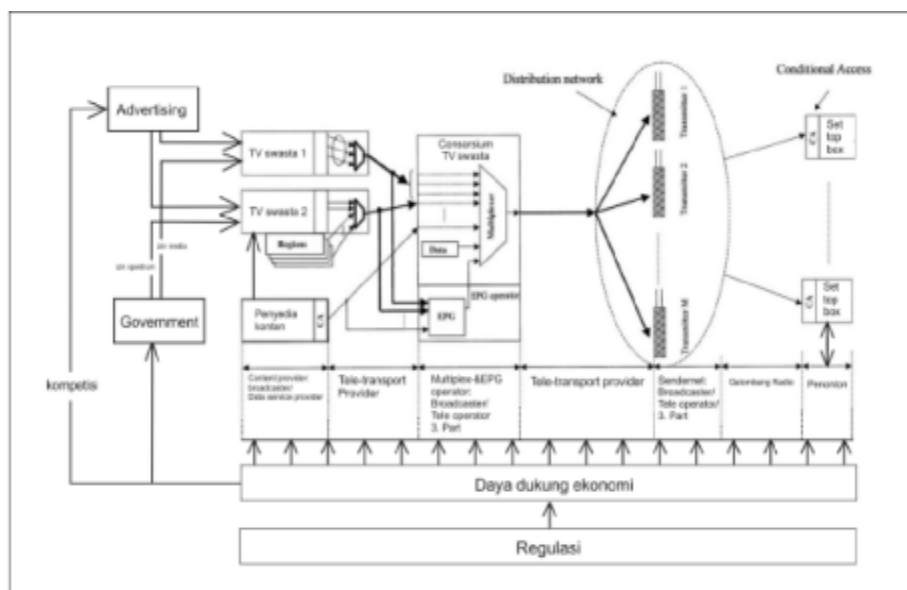 Distribution network
Conditional Access
Advertising
TV swasta 1
Consorsium
TV swasta
Transmitter 1
CA
Set
top
box
TV swasta 2
Transmitter 2
Multiplexer
Regions
Data
izin media
izin spektrum
EPG operator
Government
Penyedia
konten
CA
EPG
Transmitter M
CA
Set
top
box
kompetis
Content provider:
broadcaster/
Data service provider
Tele-transport
Provider
Multiplex-&EPG
operator:
Broadcaster/
Tele operator
3. Part
Tele-transport provider
Sendernet:
Broadcaster/
Tele operator/
3. Part
Gelombang Radio
Penonton
Daya dukung ekonomi
Regulasi